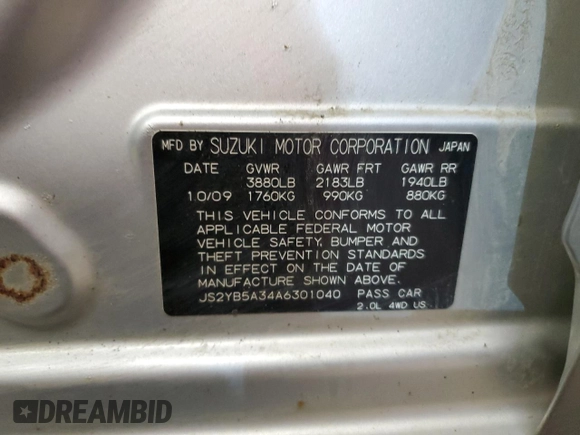 MFD BY SUZUKI MOTOR CORPORATION JAPAN
DATE GVWR GAWR FRT GAWR RR
3880LB 2183LB 1940LB
10/09 1760KG 990KG 880KG
THIS VEHICLE CONFORMS TO ALL
APPLICABLE FEDERAL MOTOR
VEHICLE SAFETY, BUMPER AND
THEFT PREVENTION STANDARDS
IN EFFECT ON THE DATE OF
MANUFACTURE SHOWN ABOVE.
JS2YB5A34A6301040 PASS CAR
2.0L 4WD US
DREAMBID